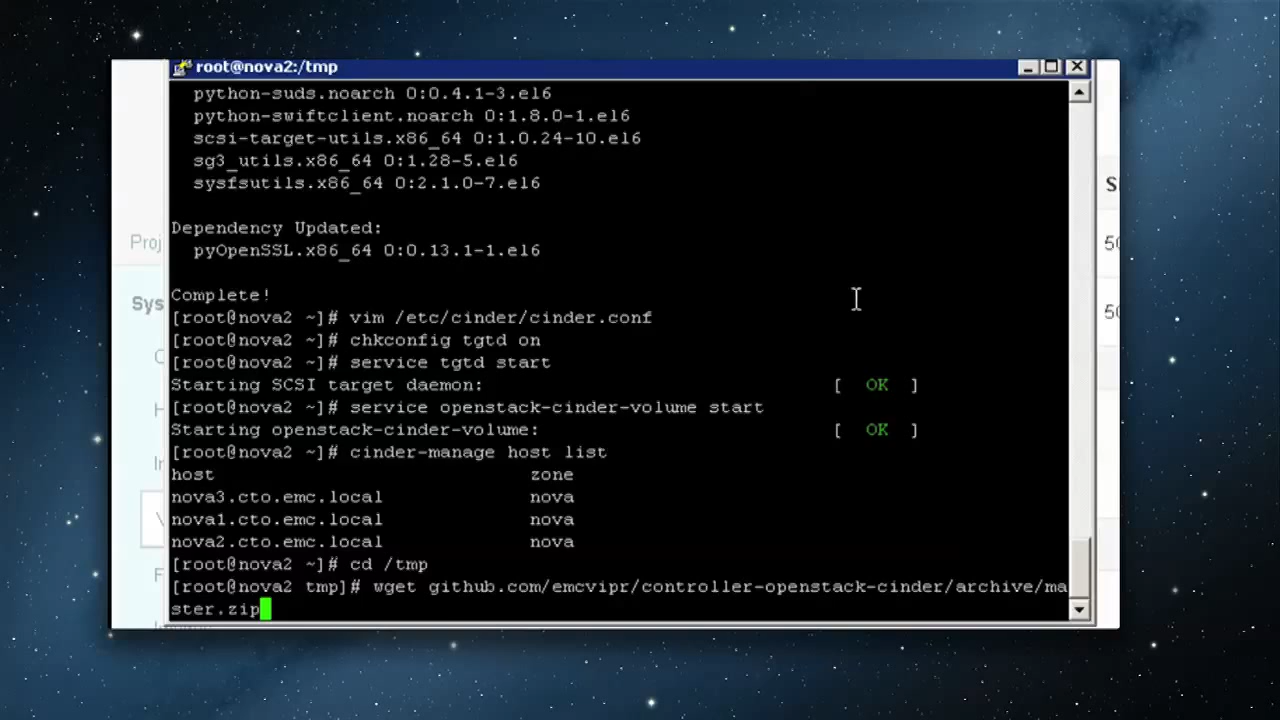 root@nova2:/tmp
python-suds.noarch 0:0.4.1-3.el6
python-swiftclient.noarch 0:1.8.0-1.el6
scsi-target-utils.x86_64 0:1.0.24-10.el6
sg3_utils.x86_64 0:1.28-5.el6
sysfsutils.x86_64 0:2.1.0-7.el6
Dependency Updated:
pyOpenSSL.x86_64 0:0.13.1-1.el6
Complete!
[root@nova2 ~]# vim /etc/cinder/cinder.conf
[root@nova2 ~]# chkconfig tgtd on
[root@nova2 ~]# service tgtd start
Starting SCSI target daemon: [ OK ]
[root@nova2 ~]# service openstack-cinder-volume start
Starting openstack-cinder-volume: [ OK ]
[root@nova2 ~]# cinder-manage host list
host zone
nova3.cto.emc.local nova
nova1.cto.emc.local nova
nova2.cto.emc.local nova
[root@nova2 ~]# cd /tmp
[root@nova2 tmp]# wget github.com/emcvipr/controller-openstack-cinder/archive/ma
ster.zip
Proj
Sys